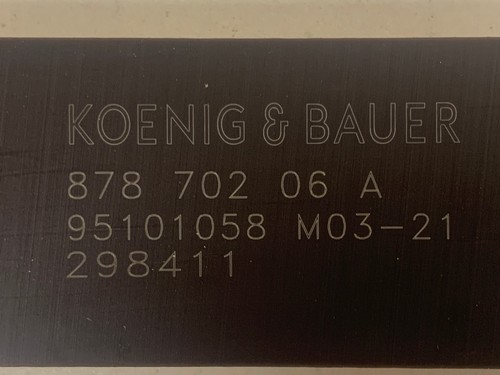 KOENIG & BAUER
878 702 06 A
95101058 M03-21
298411